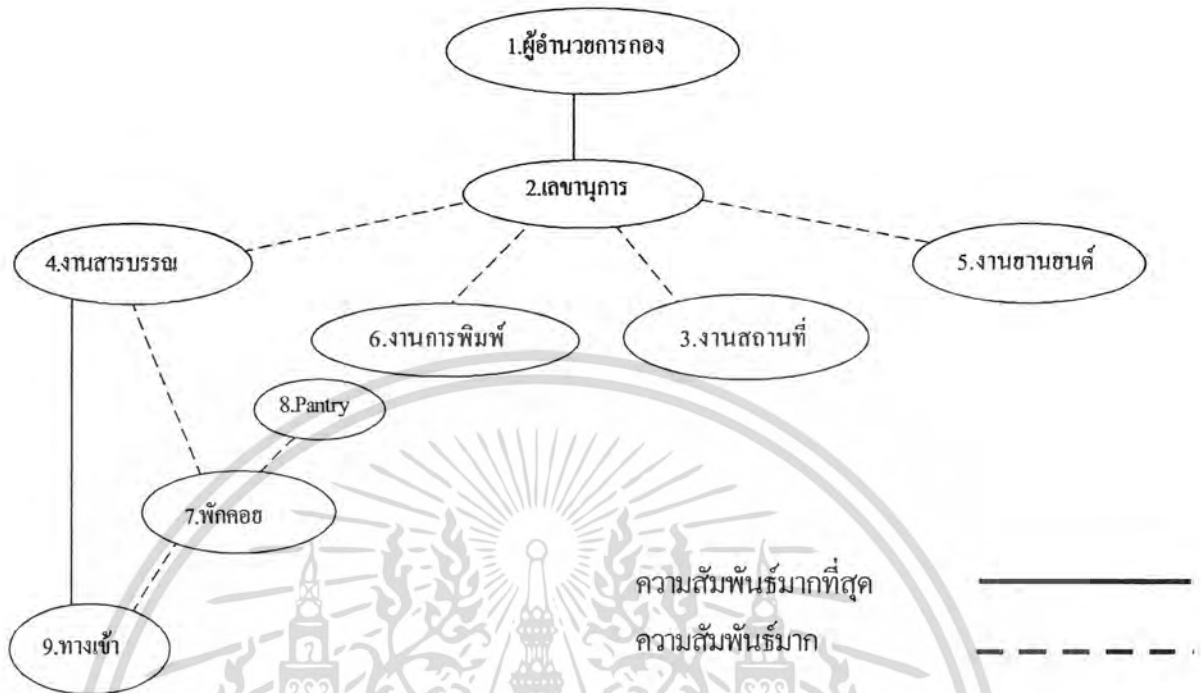 1.ผู้อำนวยการกอง
2.เลขานุการ
4.งานสารบรรณ
5.งานยานยนต์
6.งานการพิมพ์
3.งานสถานที่
8.Pantry
7.พักคอย
ความสัมพันธ์มากที่สุด
ความสัมพันธ์มาก
9.ทางเข้า